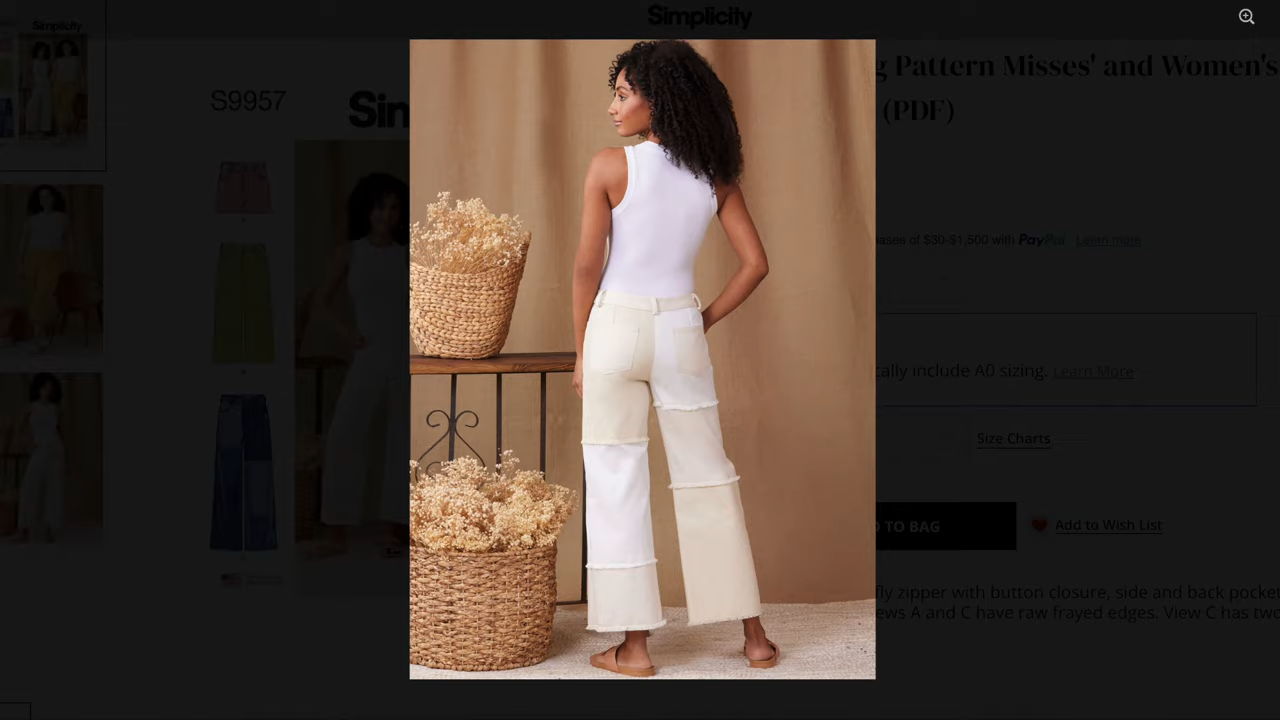 Simplicity
Simplicity
g Pattern Misses' and Women's
S9957
Sim
(PDF)
hases of $30-$1,500 with PayPal Learn more
cally include A0 sizing. Learn More
Size Charts
D TO BAG
Add to Wish List
fly zipper with button closure, side and back pocket
ews A and C have raw frayed edges. View C has two